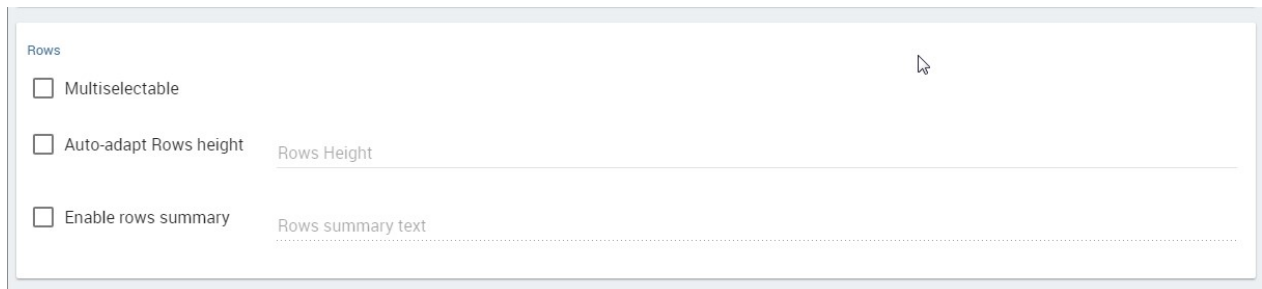 Rows
Multiselectable
Auto-adapt Rows height
Rows Height
Enable rows summary
Rows summary text